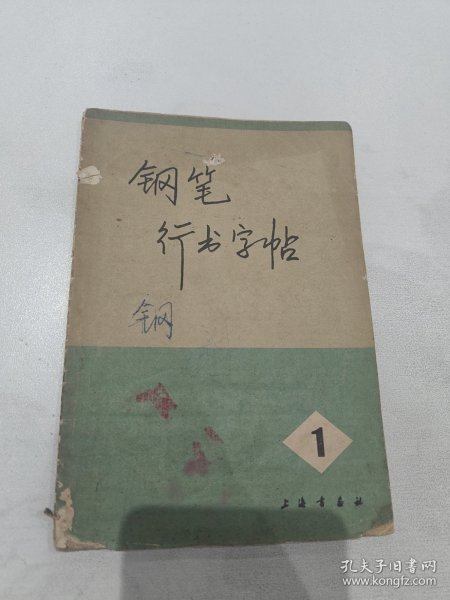 钢笔
行书字帖
钢
1
上海书画社
孔夫子旧书网
www.kongfz.com